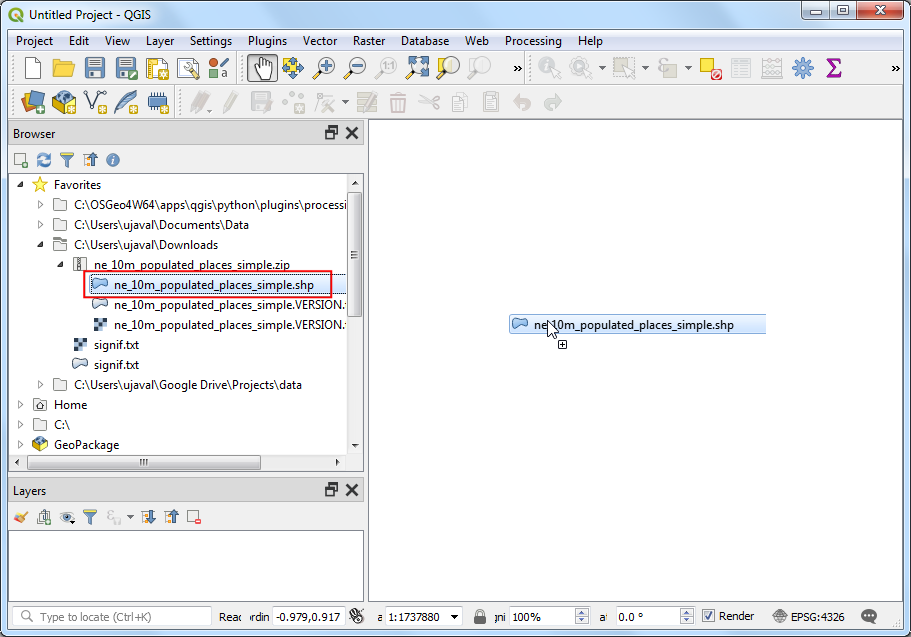 Untitled Project - QGIS
Project Edit View Layer Settings Plugins Vector Raster Database Web Processing Help
Browser
Favorites
C:\OSGeo4W64\apps\qgis\python\plugins\processi
C:\Users\ujaval\Documents\Data
C:\Users\ujaval\Downloads
ne_10m_populated_places_simple.zip
ne_10m_populated_places_simple.shp
ne_10m_populated_places_simple.VERSION.
ne_10m_populated_places_simple.VERSION.
signif.txt
signif.txt
C:\Users\ujaval\Google Drive\Projects\data
Home
C:\
GeoPackage
ne_10m_populated_places_simple.shp
Layers
Type to locate (Ctrl+K) Reac ordin -0.979,0.917 a 1:1737880 gni 100% at 0.0 ° Render EPSG:4326